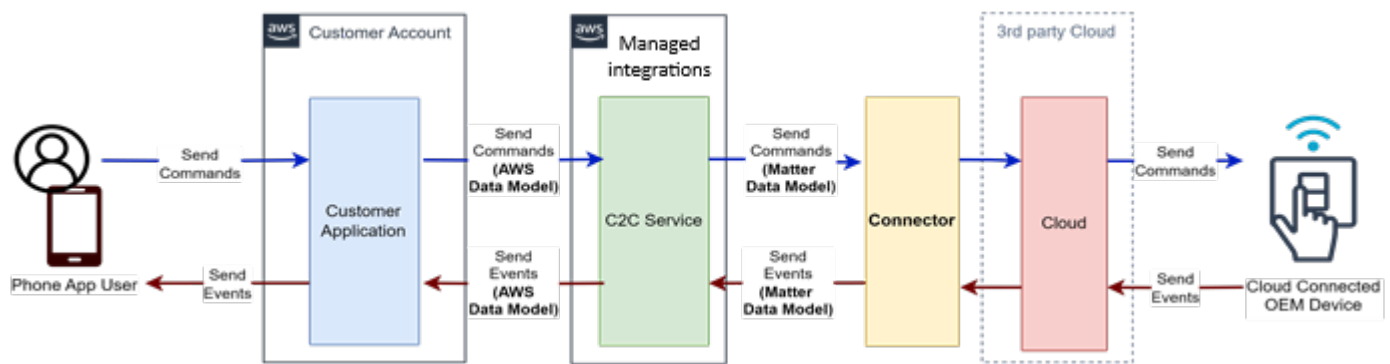 aws
Customer Account
aws
Managed
integrations
3rd party Cloud
Send
Commands
Send
Commands
(AWS
Data Model)
Send
Commands
(Matter
Data Model)
Send
Commands
Customer
Application
C2C Service
Connector
Cloud
Phone App User
Send
Events
Send
Events
(AWS
Data Model)
Send
Events
(Matter
Data Model)
Send
Events
Cloud Connected
OEM Device